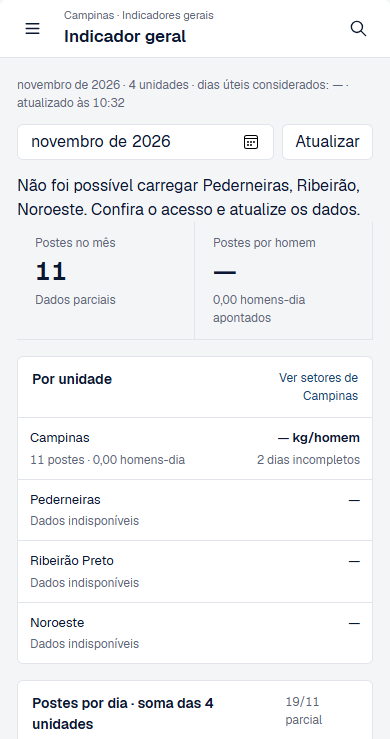 Campinas · Indicadores gerais
Indicador geral
novembro de 2026 · 4 unidades · dias úteis considerados: — ·
atualizado às 10:32
novembro de 2026
Atualizar
Não foi possível carregar Pederneiras, Ribeirão,
Noroeste. Confira o acesso e atualize os dados.
Postes no mês
11
Dados parciais
Postes por homem
—
0,00 homens-dia
apontados
Por unidade
Ver setores de
Campinas
Campinas
— kg/homem
11 postes · 0,00 homens-dia
2 dias incompletos
Pederneiras
—
Dados indisponíveis
Ribeirão Preto
—
Dados indisponíveis
Noroeste
—
Dados indisponíveis
Postes por dia · soma das 4
unidades
19/11
parcial